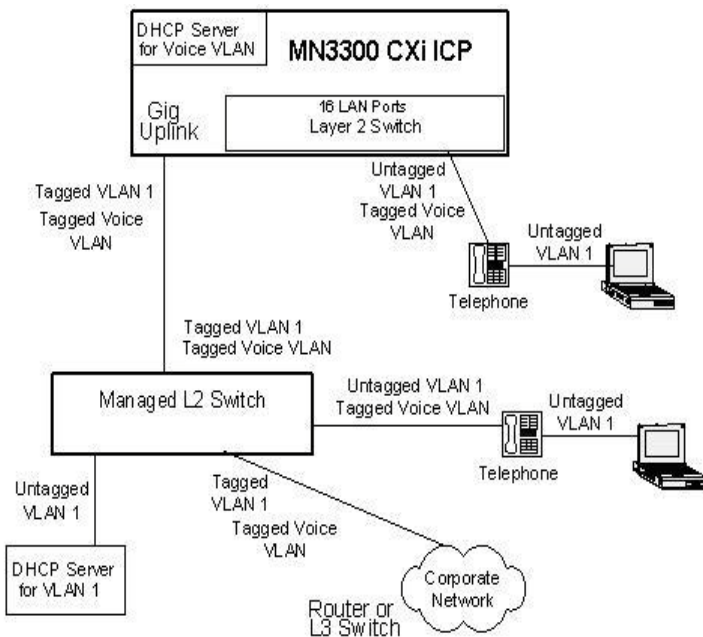 DHCP Server
for Voice VLAN
MN3300 CXi ICP
16 LAN Ports
Layer 2 Switch
Gig
Uplink
Tagged VLAN 1
Tagged Voice
VLAN
Untagged
VLAN 1
Tagged Voice
VLAN
Untagged
VLAN 1
Telephone
Tagged VLAN 1
Tagged Voice VLAN
Managed L2 Switch
Untagged VLAN 1
Tagged Voice VLAN
Untagged
VLAN 1
Telephone
Untagged
VLAN 1
Tagged
VLAN 1
Tagged Voice
VLAN
DHCP Server
for VLAN 1
Corporate
Network
Router or
L3 Switch